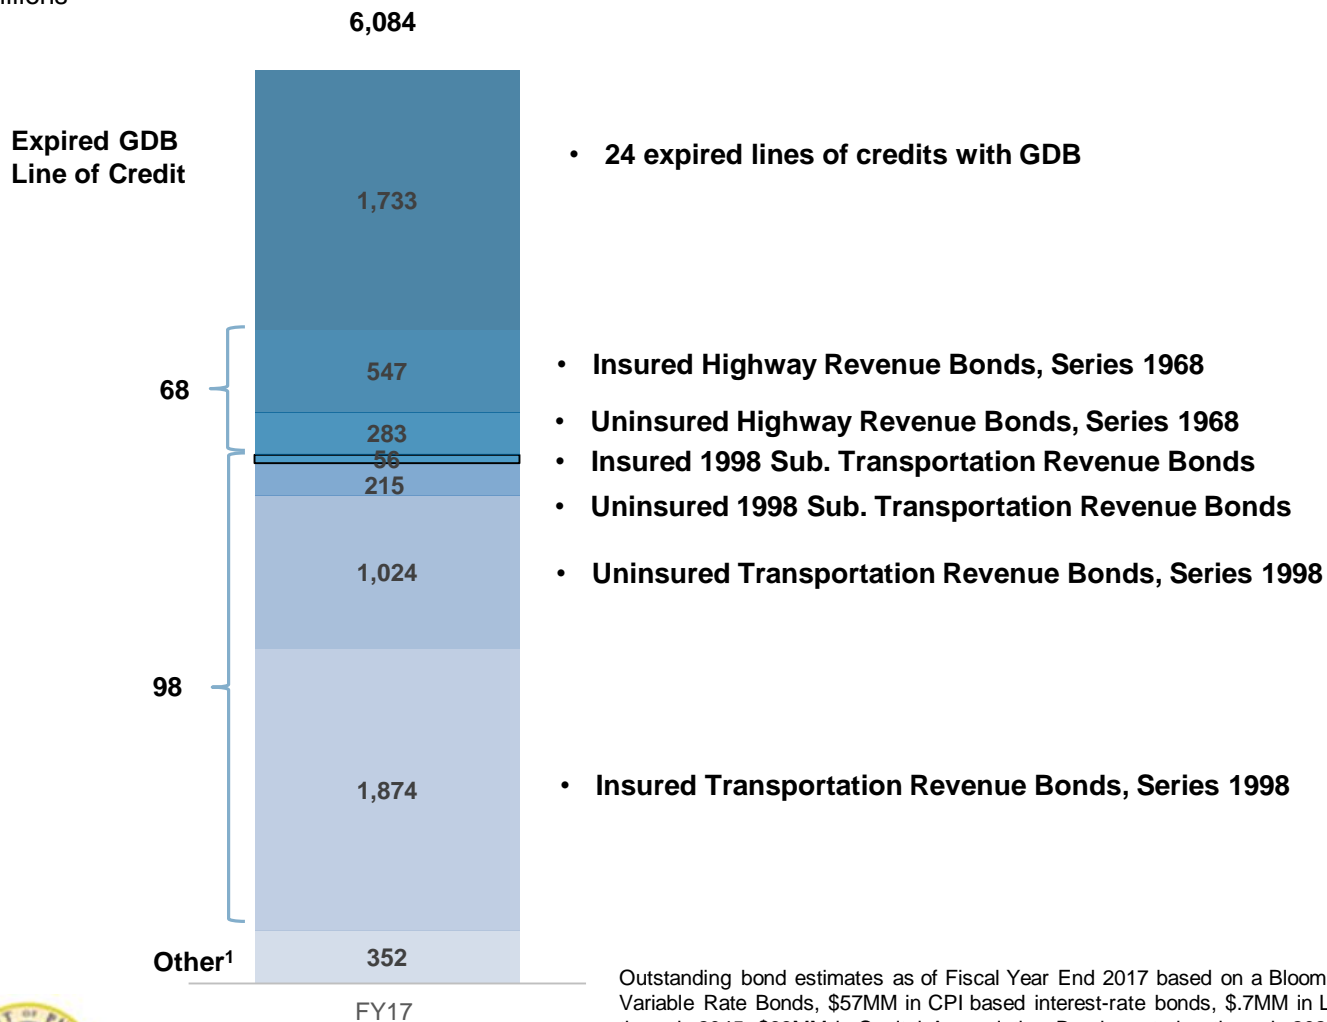 6,084
Expired GDB
Line of Credit
1,733
• 24 expired lines of credits with GDB
68
547
• Insured Highway Revenue Bonds, Series 1968
283
• Uninsured Highway Revenue Bonds, Series 1968
56
• Insured 1998 Sub. Transportation Revenue Bonds
215
• Uninsured 1998 Sub. Transportation Revenue Bonds
1,024
• Uninsured Transportation Revenue Bonds, Series 1998
98
1,874
• Insured Transportation Revenue Bonds, Series 1998
Other¹
352
FY17
Outstanding bond estimates as of Fiscal Year End 2017 based on a Bloom
Variable Rate Bonds, $57MM in CPI based interest-rate bonds, $.7MM in L